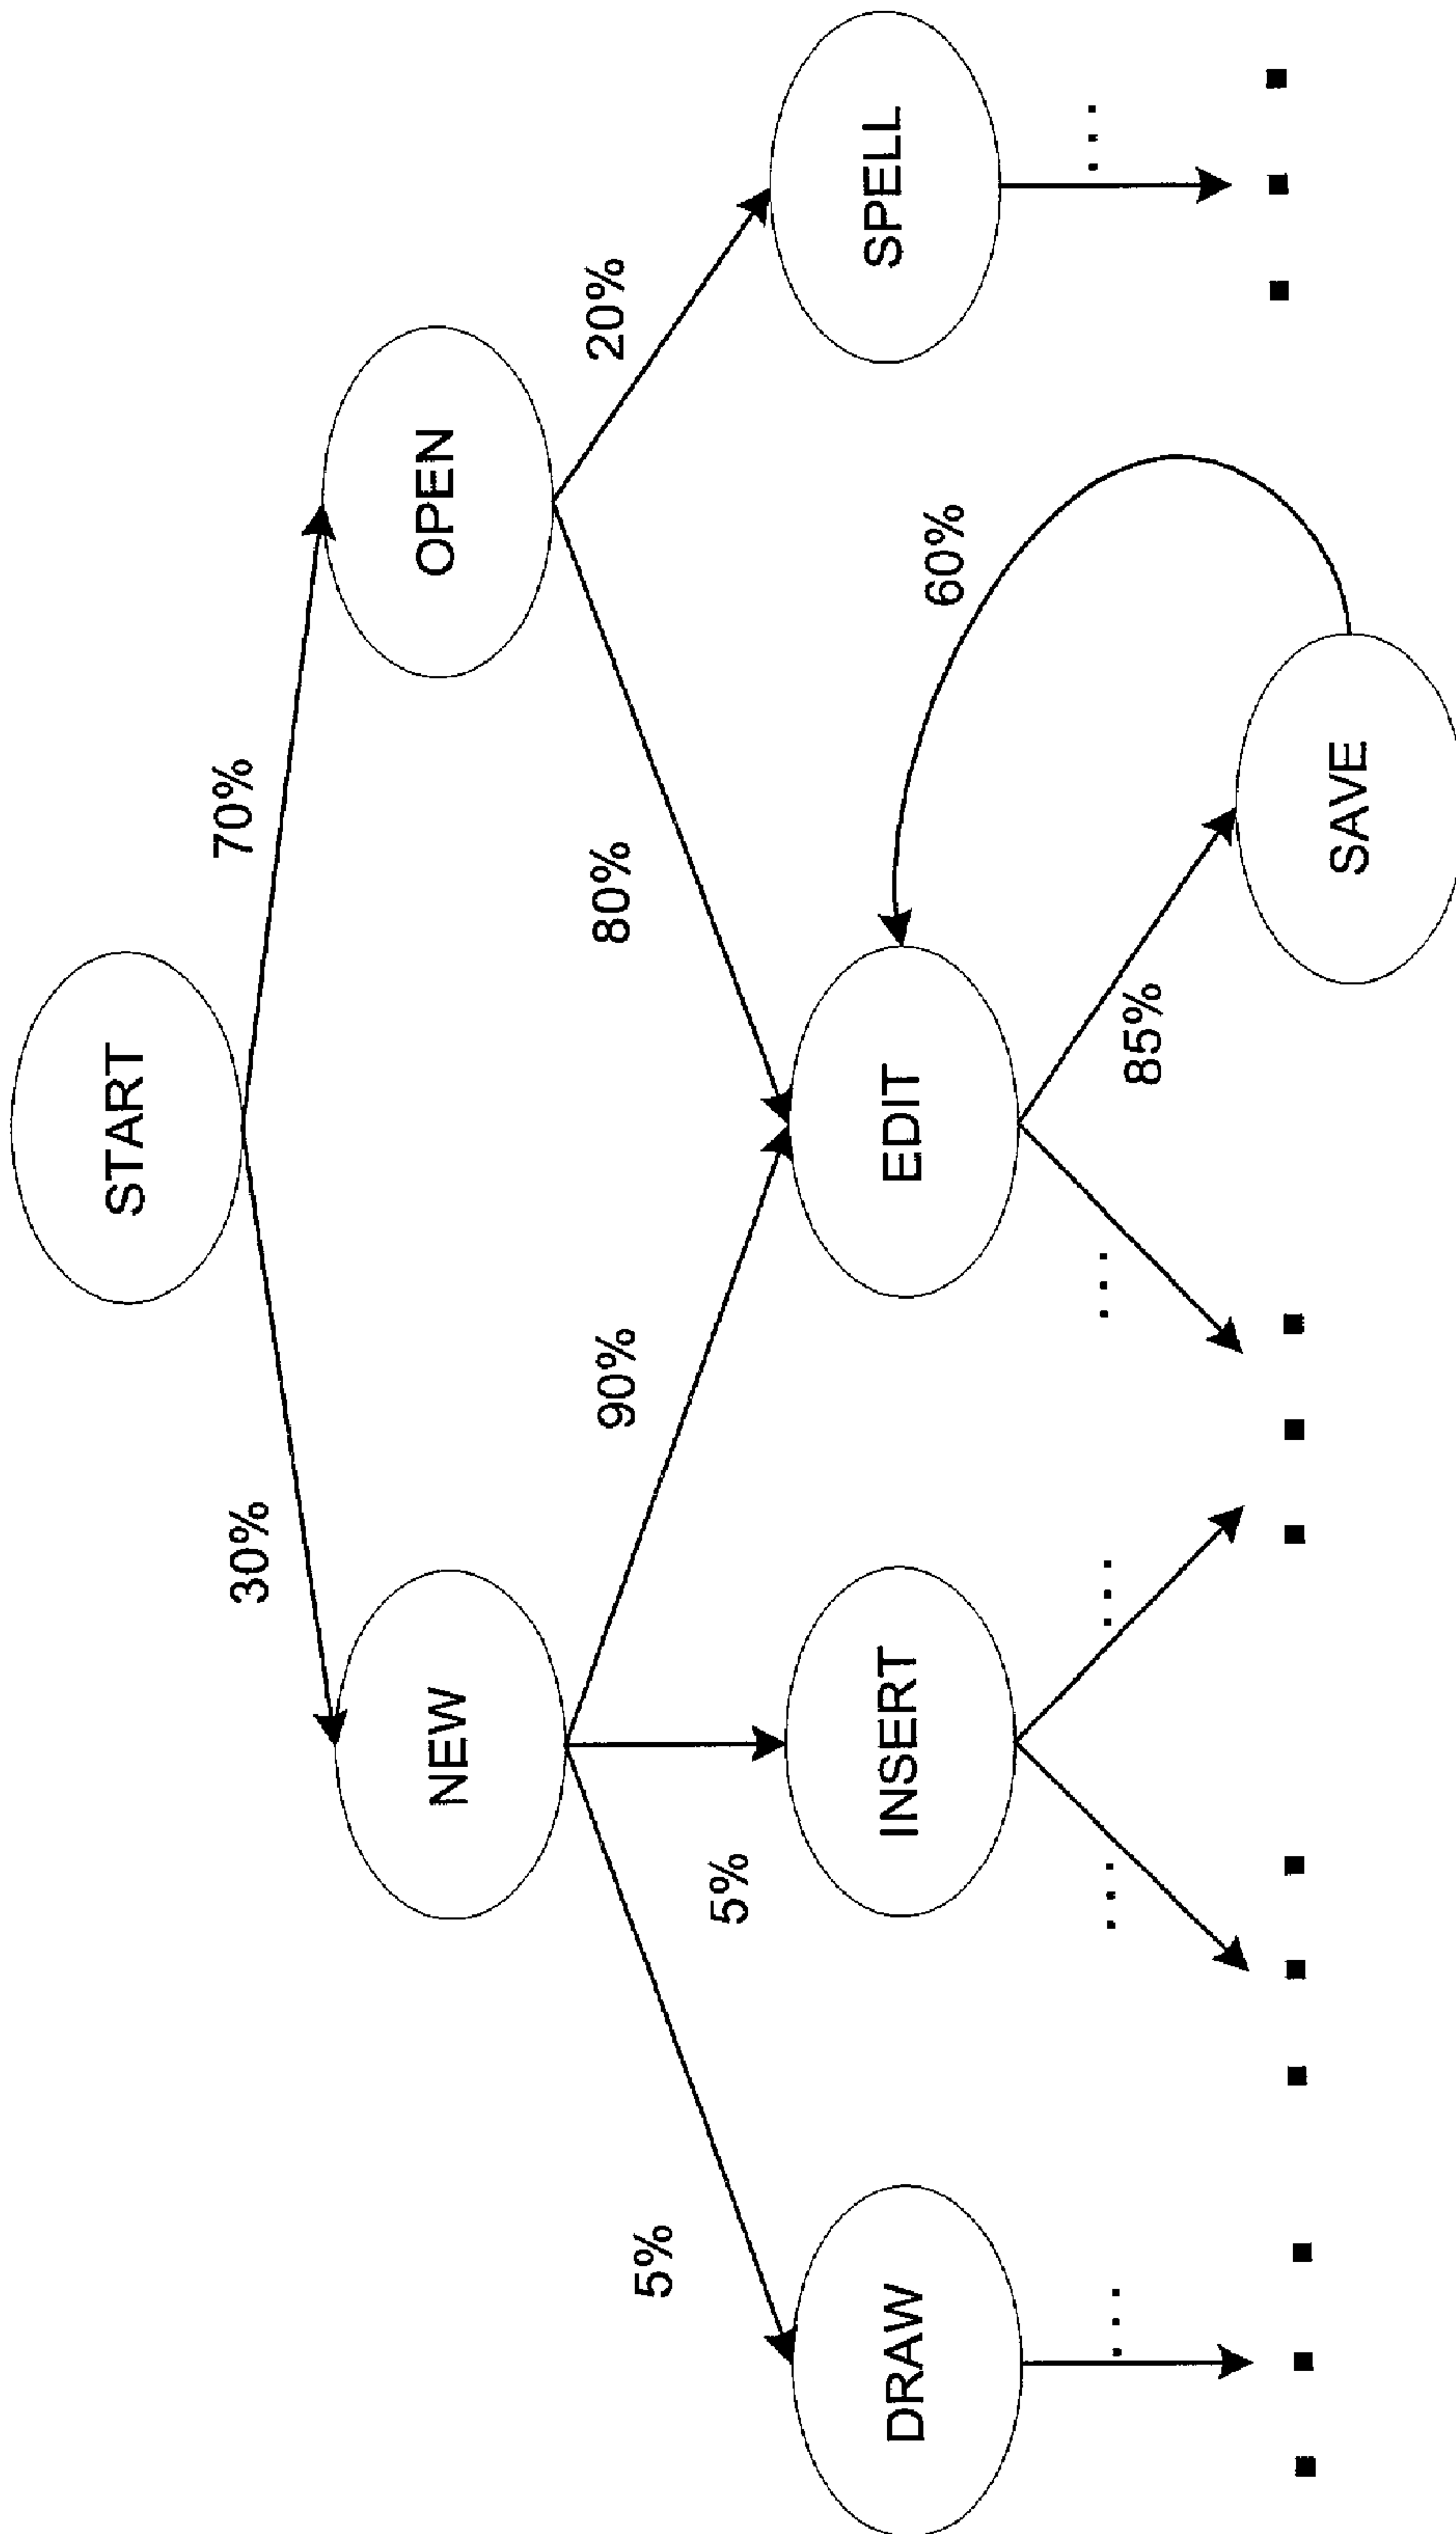 START
30%
70%
NEW
OPEN
5%
5%
90%
80%
20%
DRAW
INSERT
EDIT
SPELL
60%
...
...
...
...
85%
...
SAVE